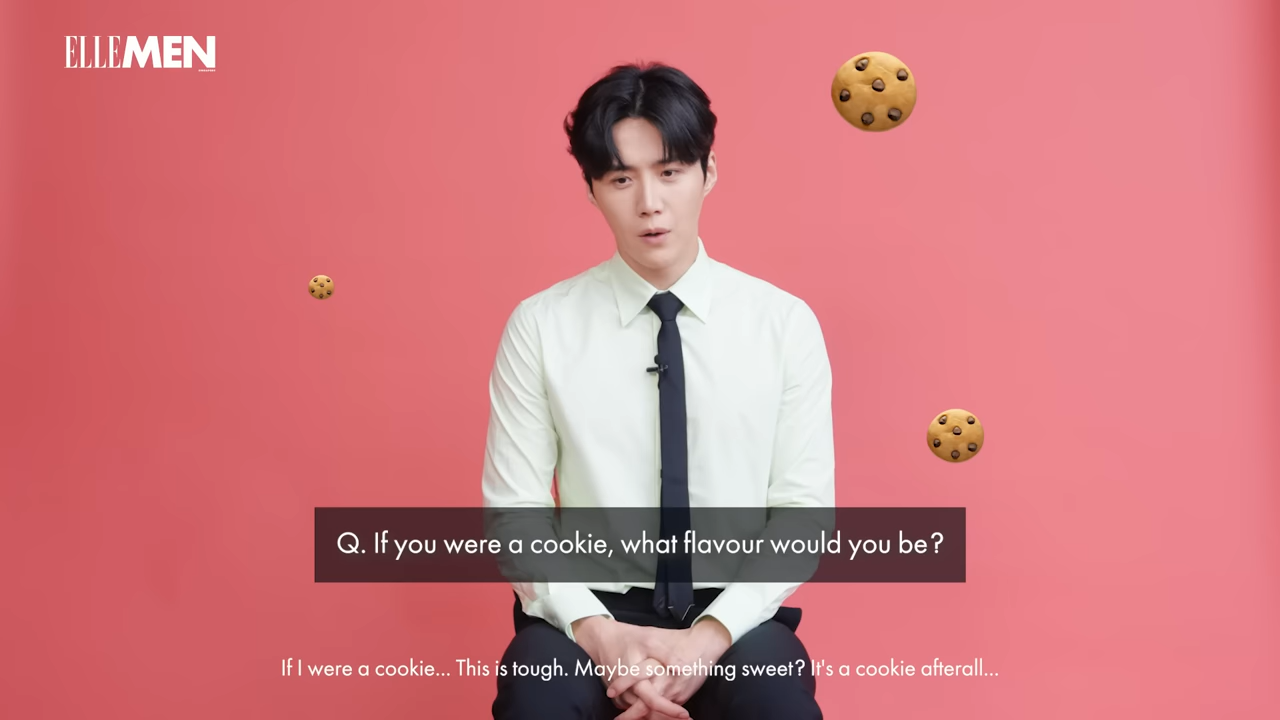 ELLEMEN
Q. If you were a cookie, what flavour would you be?
If I were a cookie... This is tough. Maybe something sweet? It's a cookie afterall...